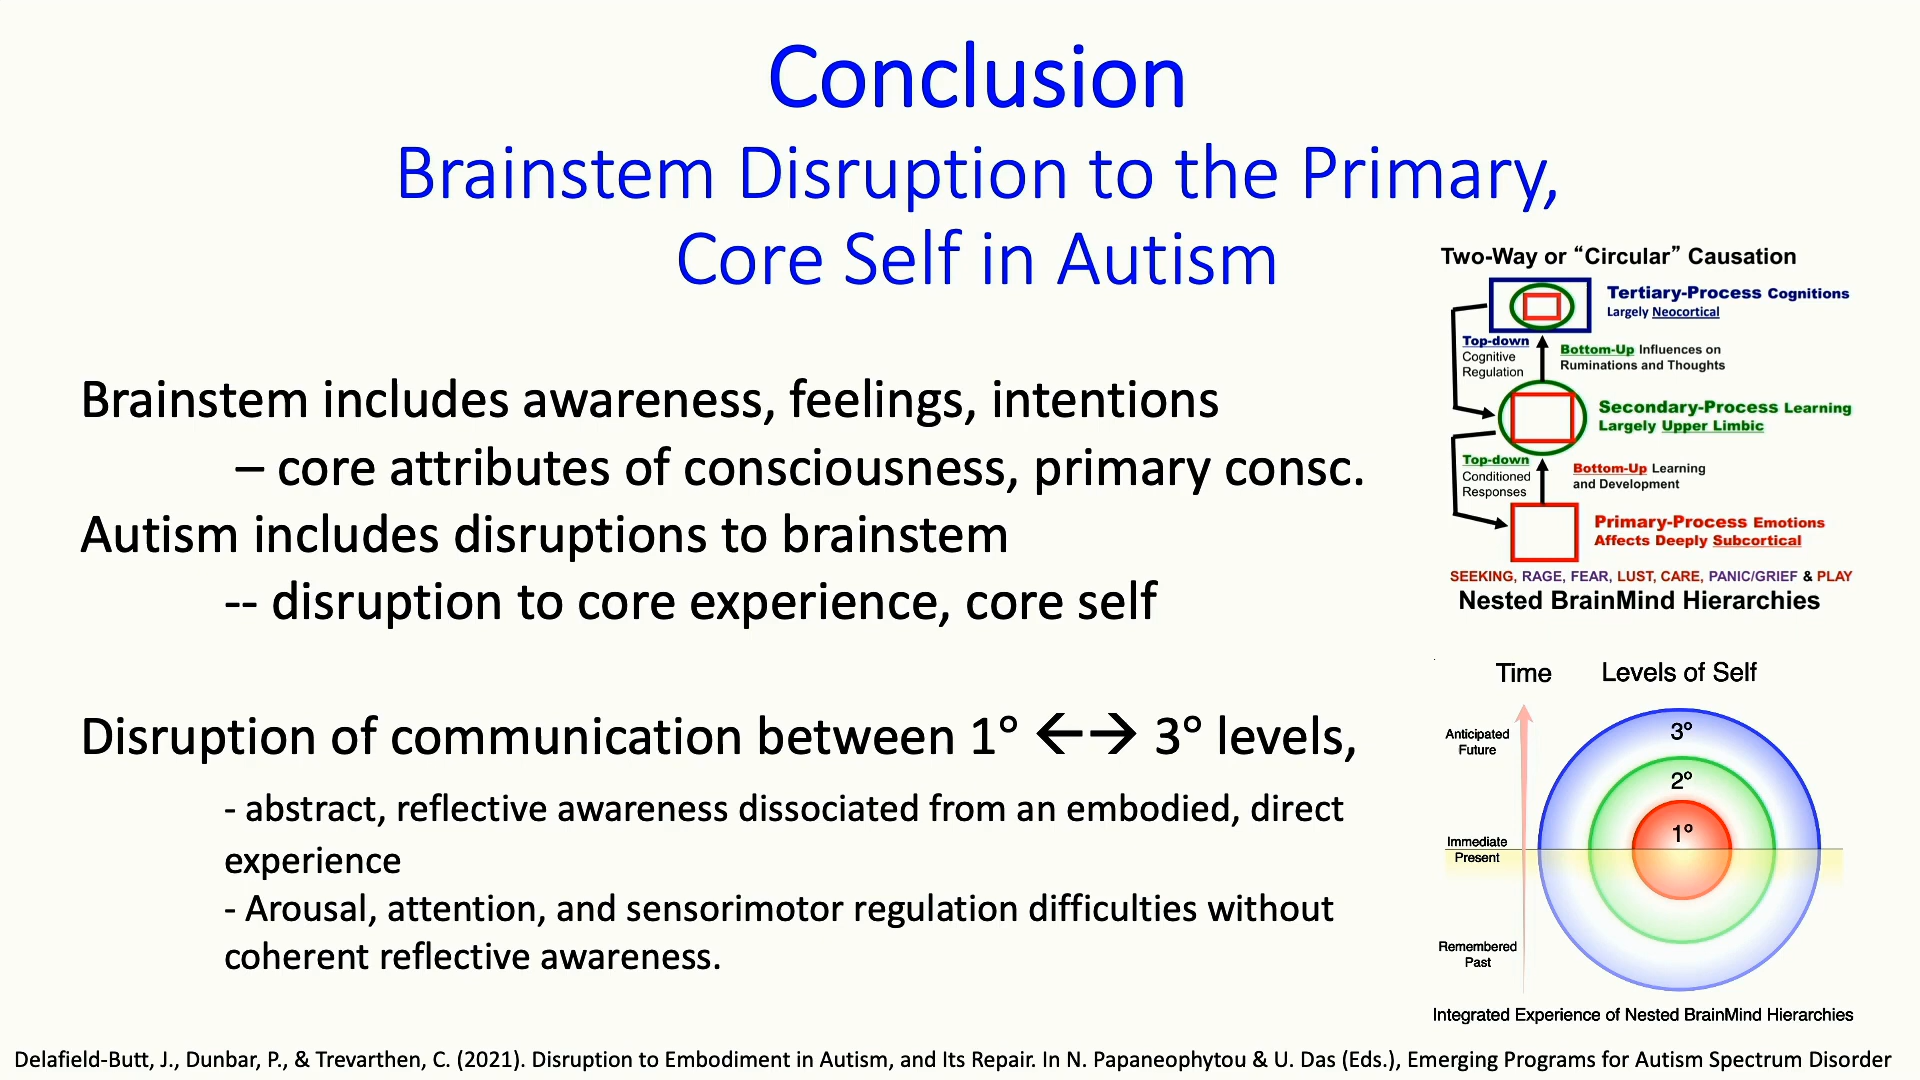 Conclusion
Brainstem Disruption to the Primary,
Core Self in Autism
Brainstem includes awareness, feelings, intentions
– core attributes of consciousness, primary consc.
Autism includes disruptions to brainstem
-- disruption to core experience, core self
Disruption of communication between 1° ←→ 3° levels,
- abstract, reflective awareness dissociated from an embodied, direct
experience
- Arousal, attention, and sensorimotor regulation difficulties without
coherent reflective awareness.
Two-Way or “Circular” Causation
Tertiary-Process Cognitions
Largely Neocortical
Top-down
Cognitive
Regulation
Bottom-Up Influences on
Ruminations and Thoughts
Secondary-Process Learning
Largely Upper Limbic
Top-down
Conditioned
Responses
Bottom-Up Learning
and Development
Primary-Process Emotions
Affects Deeply Subcortical
SEEKING, RAGE, FEAR, LUST, CARE, PANIC/GRIEF & PLAY
Nested BrainMind Hierarchies
Time
Levels of Self
Anticipated
Future
3º
2º
1º
Immediate
Present
Remembered
Past
Integrated Experience of Nested BrainMind Hierarchies
Delafield-Butt, J., Dunbar, P., & Trevarthen, C. (2021). Disruption to Embodiment in Autism, and Its Repair. In N. Papaneophytou & U. Das (Eds.), Emerging Programs for Autism Spectrum Disorder